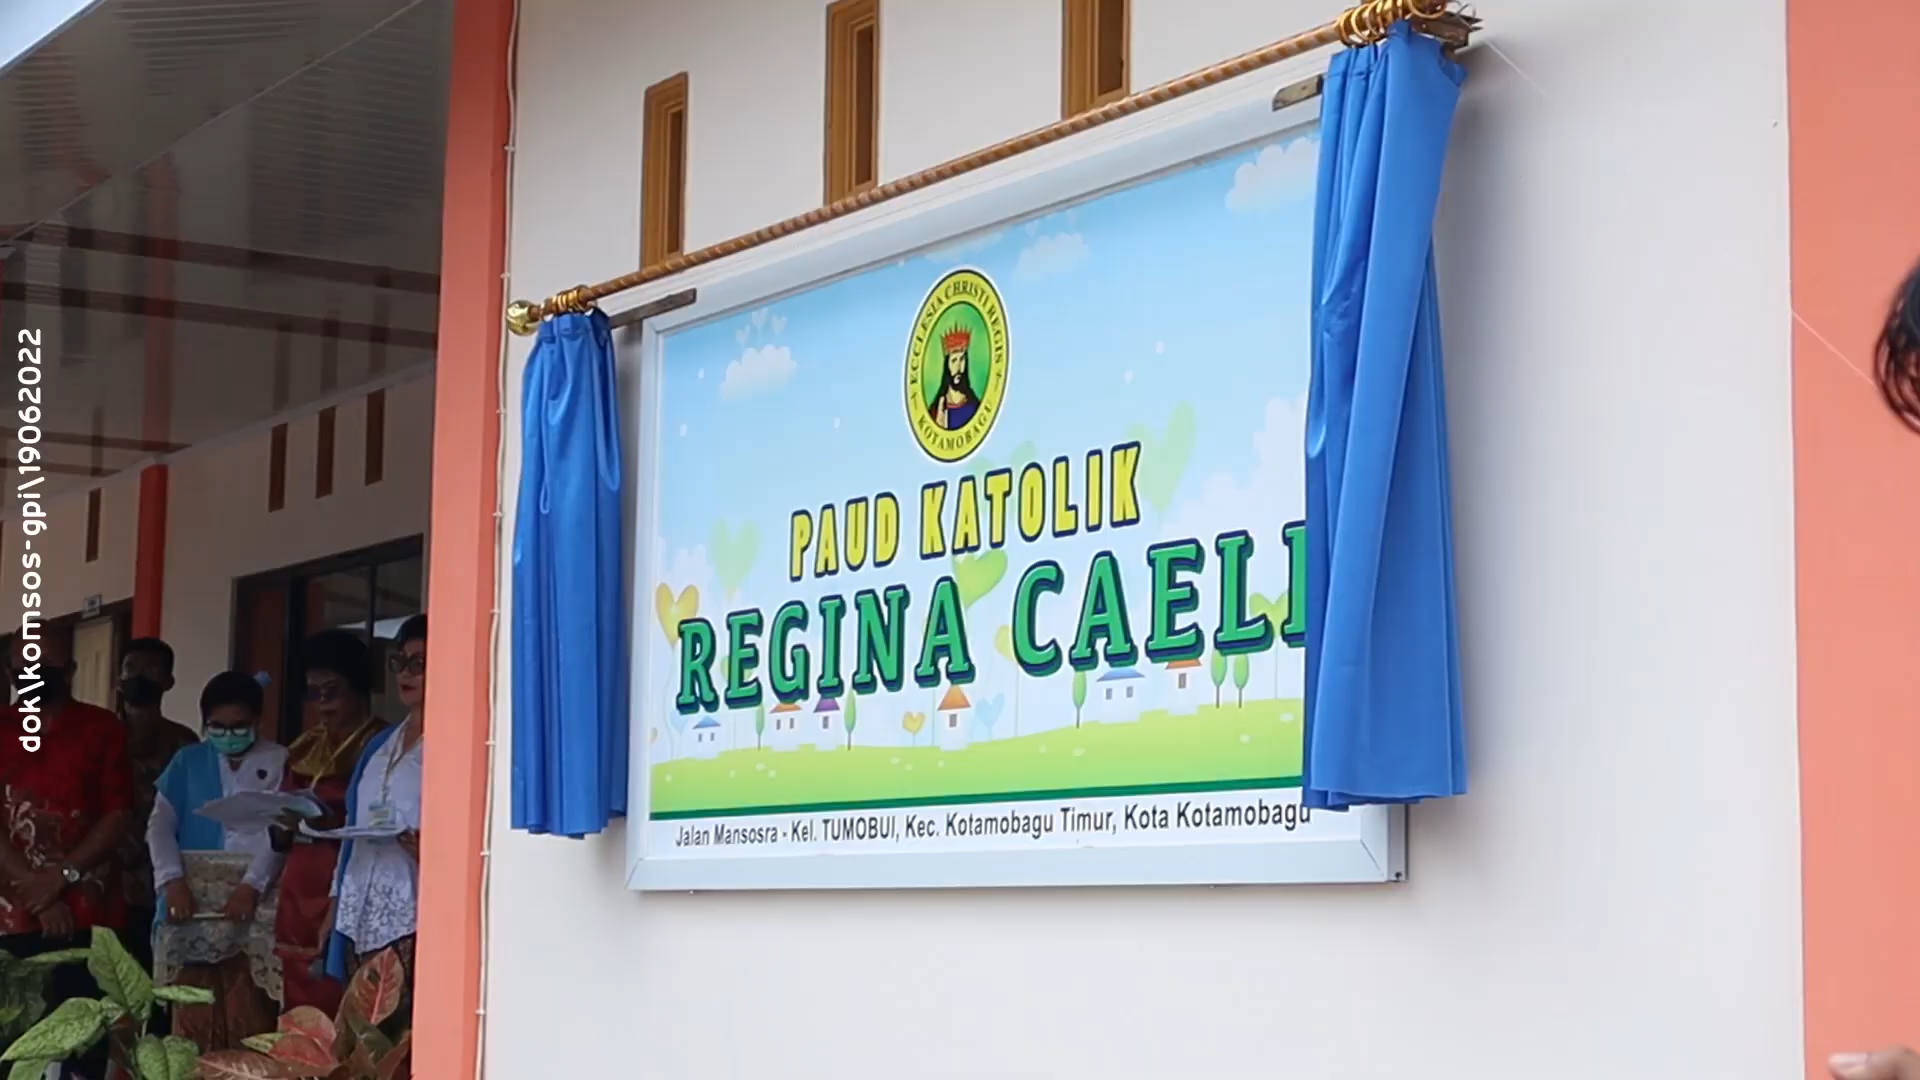 dok\komsos-gpi\19062022
ECCLESIA CHRISTI REGIS
KOTAMOBAGU
PAUD KATOLIK
REGINA CAELI
Jalan Mansosra - Kel. TUMOBUI, Kec. Kotamobagu Timur, Kota Kotamobagu